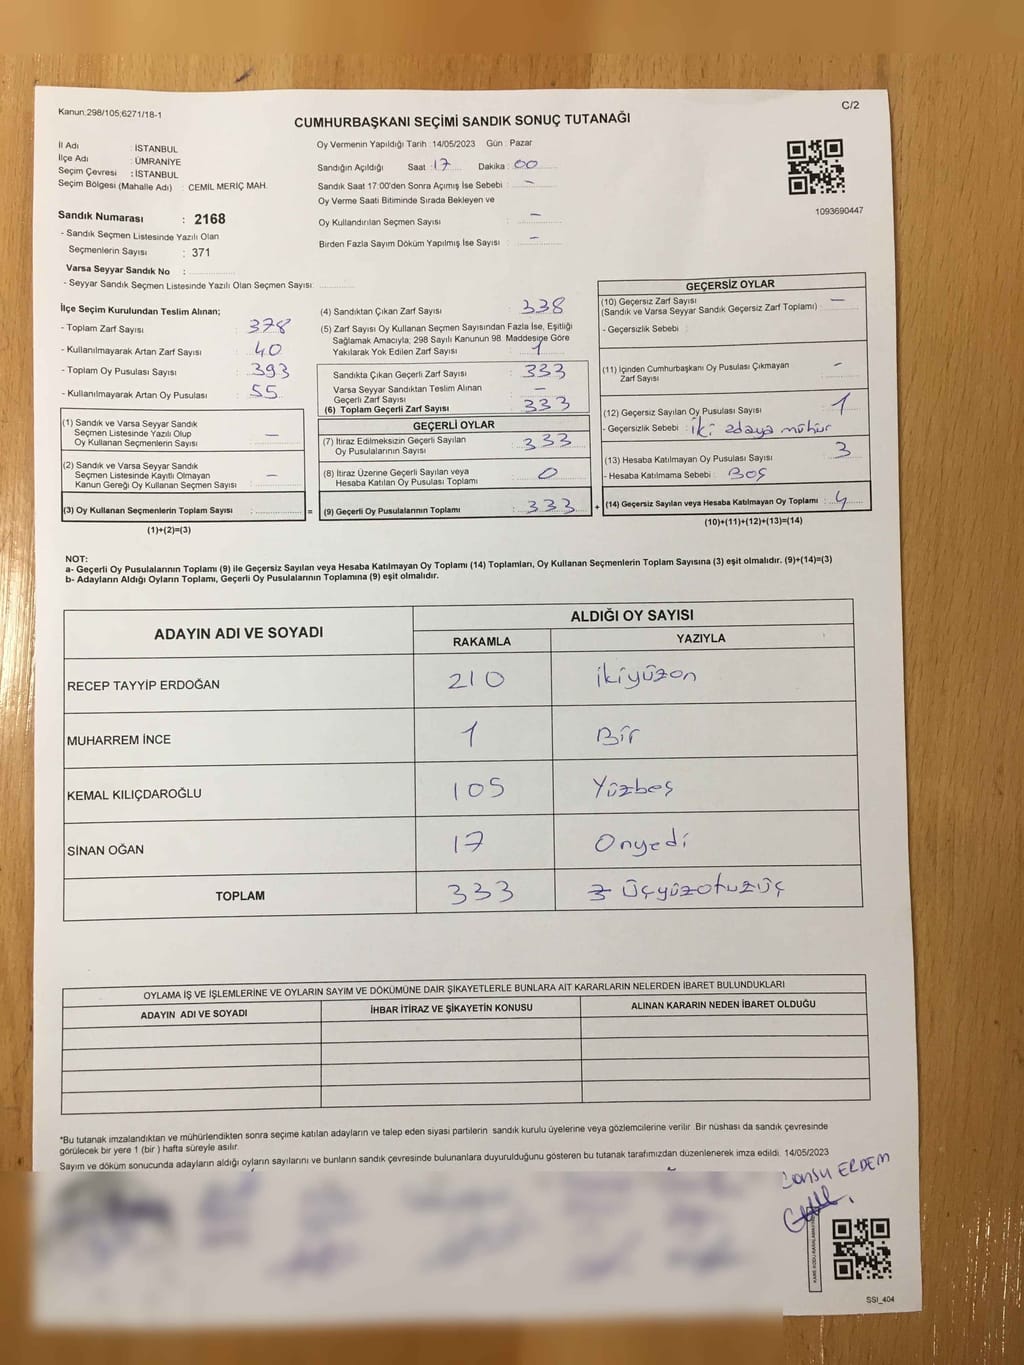 Kanun.298/105;6271/18-1
C/2
CUMHURBAŞKANI SEÇİMİ SANDIK SONUÇ TUTANAĞI
İl Adı : İSTANBUL
İlçe Adı : ÜMRANİYE
Seçim Çevresi : İSTANBUL
Seçim Bölgesi (Mahalle Adı) : CEMİL MERİÇ MAH.
Sandık Numarası : 2168
- Sandık Seçmen Listesinde Yazılı Olan
Seçmenlerin Sayısı : 371
Varsa Seyyar Sandık No :
- Seyyar Sandık Seçmen Listesinde Yazılı Olan Seçmen Sayısı:
Oy Vermenin Yapıldığı Tarih : 14/05/2023 Gün : Pazar
Sandığın Açıldığı Saat : 17 Dakika : 00
Sandık Saat 17:00'den Sonra Açımış İse Sebebi : -
Oy Verme Saati Bitiminde Sırada Bekleyen ve
Oy Kullandırılan Seçmen Sayısı : -
Birden Fazla Sayım Döküm Yapılmış İse Sayısı : -
1093690447
İlçe Seçim Kurulundan Teslim Alınan;
- Toplam Zarf Sayısı : 378
- Kullanılmayarak Artan Zarf Sayısı : 40
- Toplam Oy Pusulası Sayısı : 393
- Kullanılmayarak Artan Oy Pusulası : 55
(1) Sandık ve Varsa Seyyar Sandık
Seçmen Listesinde Yazılı Olup
Oy Kullanan Seçmenlerin Sayısı : -
(2) Sandık ve Varsa Seyyar Sandık
Seçmen Listesinde Kayıtlı Olmayan
Kanun Gereği Oy Kullanan Seçmen Sayısı : -
(3) Oy Kullanan Seçmenlerin Toplam Sayısı : =
(1)+(2)=(3)
(4) Sandıktan Çıkan Zarf Sayısı : 338
(5) Zarf Sayısı Oy Kullanan Seçmen Sayısından Fazla İse, Eşitliği
Sağlamak Amacıyla; 298 Sayılı Kanunun 98. Maddesine Göre
Yakılarak Yok Edilen Zarf Sayısı : 1
Sandıkta Çıkan Geçerli Zarf Sayısı : 333
Varsa Seyyar Sandıktan Teslim Alınan
Geçerli Zarf Sayısı : -
(6) Toplam Geçerli Zarf Sayısı : 333
GEÇERLİ OYLAR
(7) İtiraz Edilmeksizin Geçerli Sayılan
Oy Pusulalarının Sayısı : 333
(8) İtiraz Üzerine Geçerli Sayılan veya
Hesaba Katılan Oy Pusulası Toplamı : 0
(9) Geçerli Oy Pusulalarının Toplamı : 333 +
GEÇERSİZ OYLAR
(10) Geçersiz Zarf Sayısı -
(Sandık ve Varsa Seyyar Sandık Geçersiz Zarf Toplamı) :
- Geçersizlik Sebebi :
(11) İçinden Cumhurbaşkanı Oy Pusulası Çıkmayan -
Zarf Sayısı :
(12) Geçersiz Sayılan Oy Pusulası Sayısı : 1
- Geçersizlik Sebebi : iki adaya mühür
(13) Hesaba Katılmayan Oy Pusulası Sayısı : 3
- Hesaba Katılmama Sebebi : Boş
(14) Geçersiz Sayılan veya Hesaba Katılmayan Oy Toplamı : 4
(10)+(11)+(12)+(13)=(14)
NOT:
a- Geçerli Oy Pusulalarının Toplamı (9) ile Geçersiz Sayılan veya Hesaba Katılmayan Oy Toplamı (14) Toplamları, Oy Kullanan Seçmenlerin Toplam Sayısına (3) eşit olmalıdır. (9)+(14)=(3)
b- Adayların Aldığı Oyların Toplamı, Geçerli Oy Pusulalarının Toplamına (9) eşit olmalıdır.
ADAYIN ADI VE SOYADI
ALDIĞI OY SAYISI
RAKAMLA YAZIYLA
RECEP TAYYİP ERDOĞAN 210 ikiyüzon
MUHARREM İNCE 1 Bir
KEMAL KILIÇDAROĞLU 105 Yüzbeş
SİNAN OĞAN 17 Onyedi
TOPLAM 333 üçyüzotuzüç
OYLAMA İŞ VE İŞLEMLERİNE VE OYLARIN SAYIM VE DÖKÜMÜNE DAİR ŞİKAYETLERLE BUNLARA AİT KARARLARIN NELERDEN İBARET BULUNDUKLARI
ADAYIN ADI VE SOYADI İHBAR İTİRAZ VE ŞİKAYETİN KONUSU ALINAN KARARIN NEDEN İBARET OLDUĞU
*Bu tutanak imzalandıktan ve mühürlendikten sonra seçime katılan adayların ve talep eden siyasi partilerin sandık kurulu üyelerine veya gözlemcilerine verilir. Bir nüshası da sandık çevresinde
görülecek bir yere 1 (bir) hafta süreyle asılır.
Sayım ve döküm sonucunda adayların aldığı oyların sayılarını ve bunların sandık çevresinde bulunanlara duyurulduğunu gösteren bu tutanak tarafımızdan düzenlenerek imza edildi. 14/05/2023
Cansu ERDEM
SSI_404